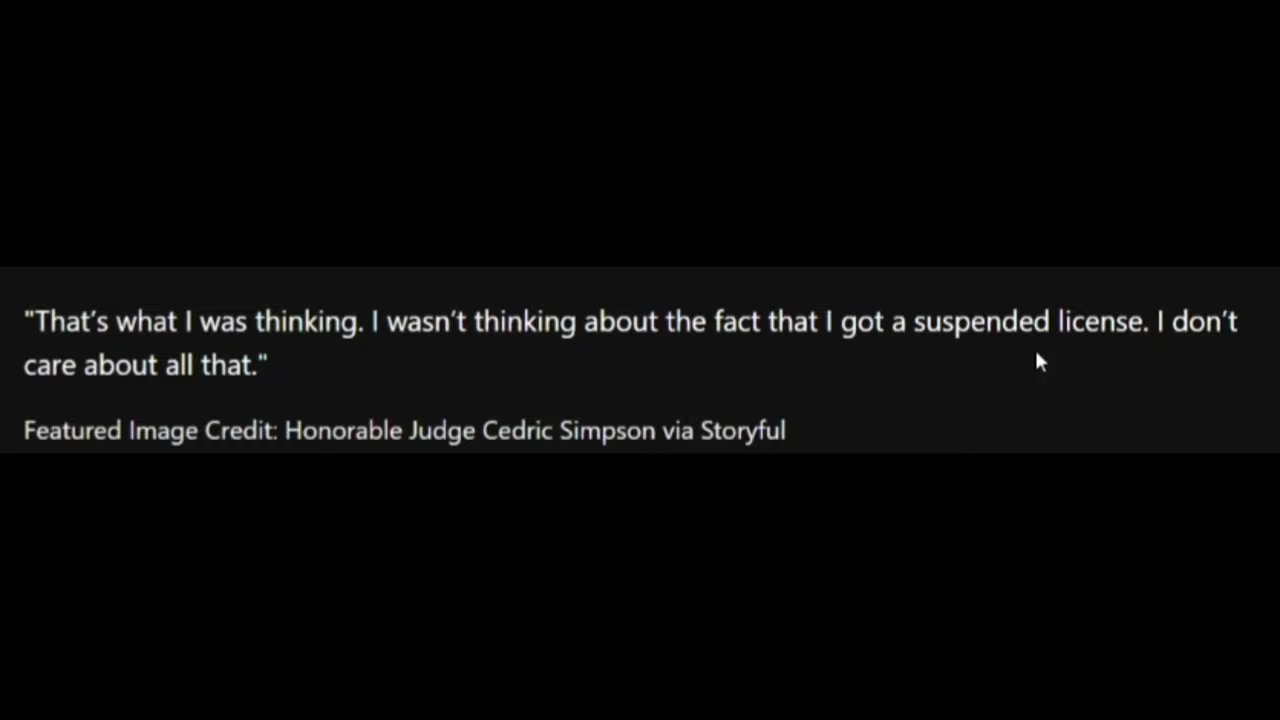 "That’s what I was thinking. I wasn’t thinking about the fact that I got a suspended license. I don’t
care about all that."
Featured Image Credit: Honorable Judge Cedric Simpson via Storyful